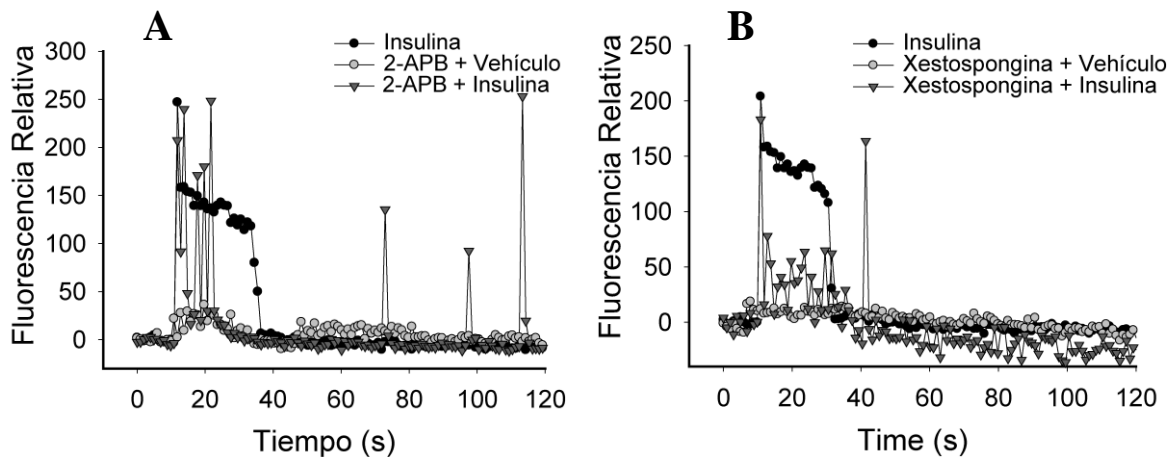 A
Insulina
2-APB + Vehículo
2-APB + Insulina
Fluorescencia Relativa
300
250
200
150
100
50
0
0 20 40 60 80 100 120
Tiempo (s)
B
Insulina
Xestospongina + Vehículo
Xestospongina + Insulina
Fluorescencia Relativa
250
200
150
100
50
0
0 20 40 60 80 100 120
Time (s)